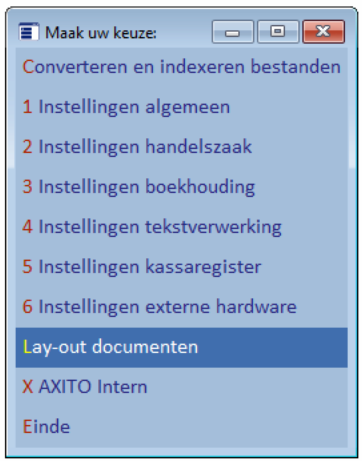 Maak uw keuze:
Converteren en indexeren bestanden
1 Instellingen algemeen
2 Instellingen handelszaak
3 Instellingen boekhouding
4 Instellingen tekstverwerking
5 Instellingen kassaregister
6 Instellingen externe hardware
Lay-out documenten
X AXITO Intern
Einde